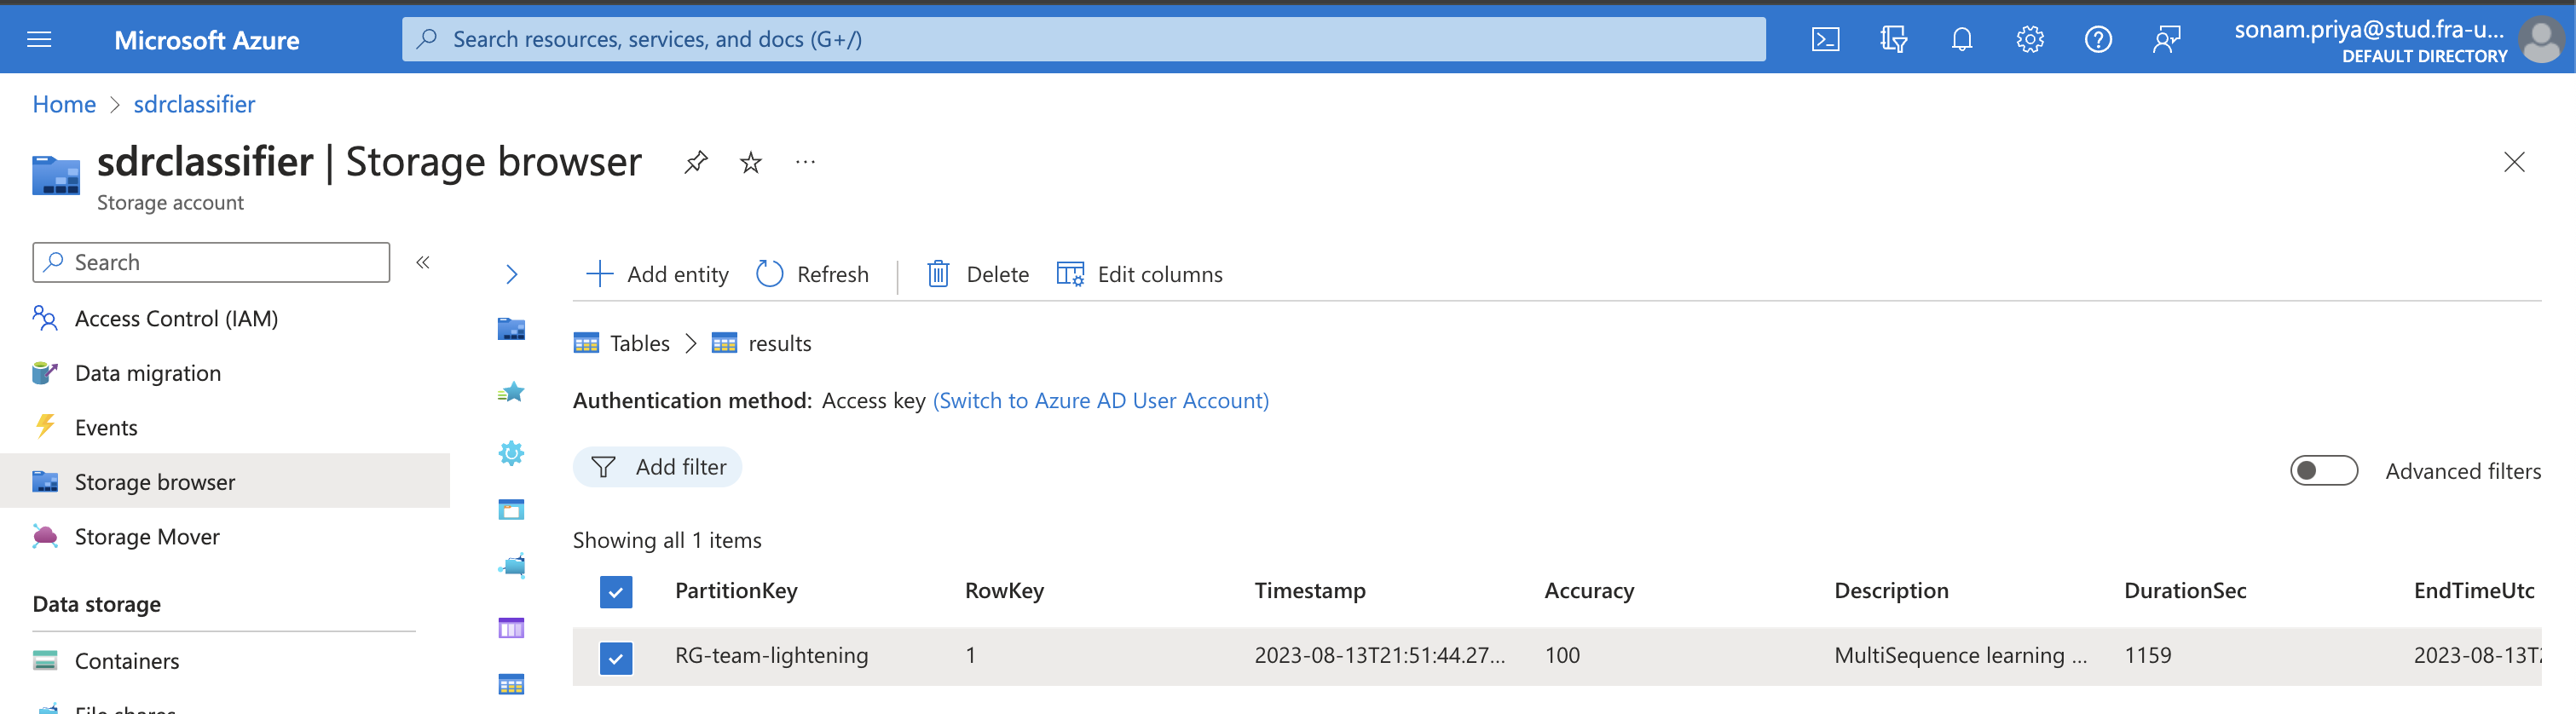 Microsoft Azure
Search resources, services, and docs (G+/)
sonam.priya@stud.fra-u...
DEFAULT DIRECTORY
Home > sdrclassifier
sdrclassifier | Storage browser
Storage account
Search
Access Control (IAM)
Data migration
Events
Storage browser
Storage Mover
Data storage
Containers
File shares
Add entity Refresh Delete Edit columns
Tables > results
Authentication method: Access key (Switch to Azure AD User Account)
Add filter
Advanced filters
Showing all 1 items
PartitionKey RowKey Timestamp Accuracy Description DurationSec EndTimeUtc
RG-team-lightening 1 2023-08-13T21:51:44.27... 100 MultiSequence learning ... 1159 2023-08-13T2